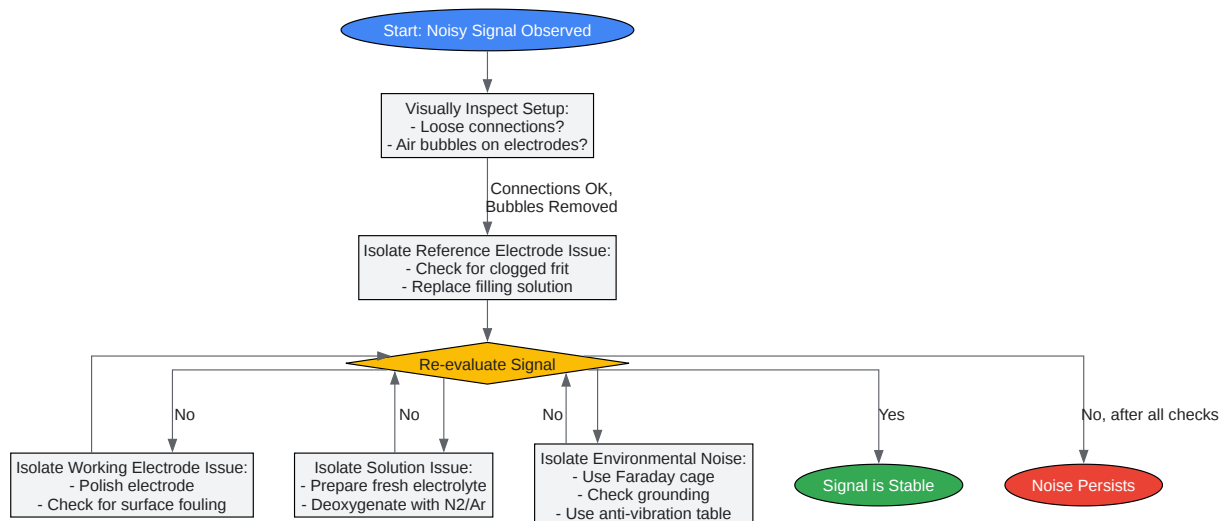 Start: Noisy Signal Observed
Visually Inspect Setup:
- Loose connections?
- Air bubbles on electrodes?
Connections OK,
Bubbles Removed
Isolate Reference Electrode Issue:
- Check for clogged frit
- Replace filling solution
Re-evaluate Signal
No
No
No
Yes
No, after all checks
Isolate Working Electrode Issue:
- Polish electrode
- Check for surface fouling
Isolate Solution Issue:
- Prepare fresh electrolyte
- Deoxygenate with N2/Ar
Isolate Environmental Noise:
- Use Faraday cage
- Check grounding
- Use anti-vibration table
Signal is Stable
Noise Persists